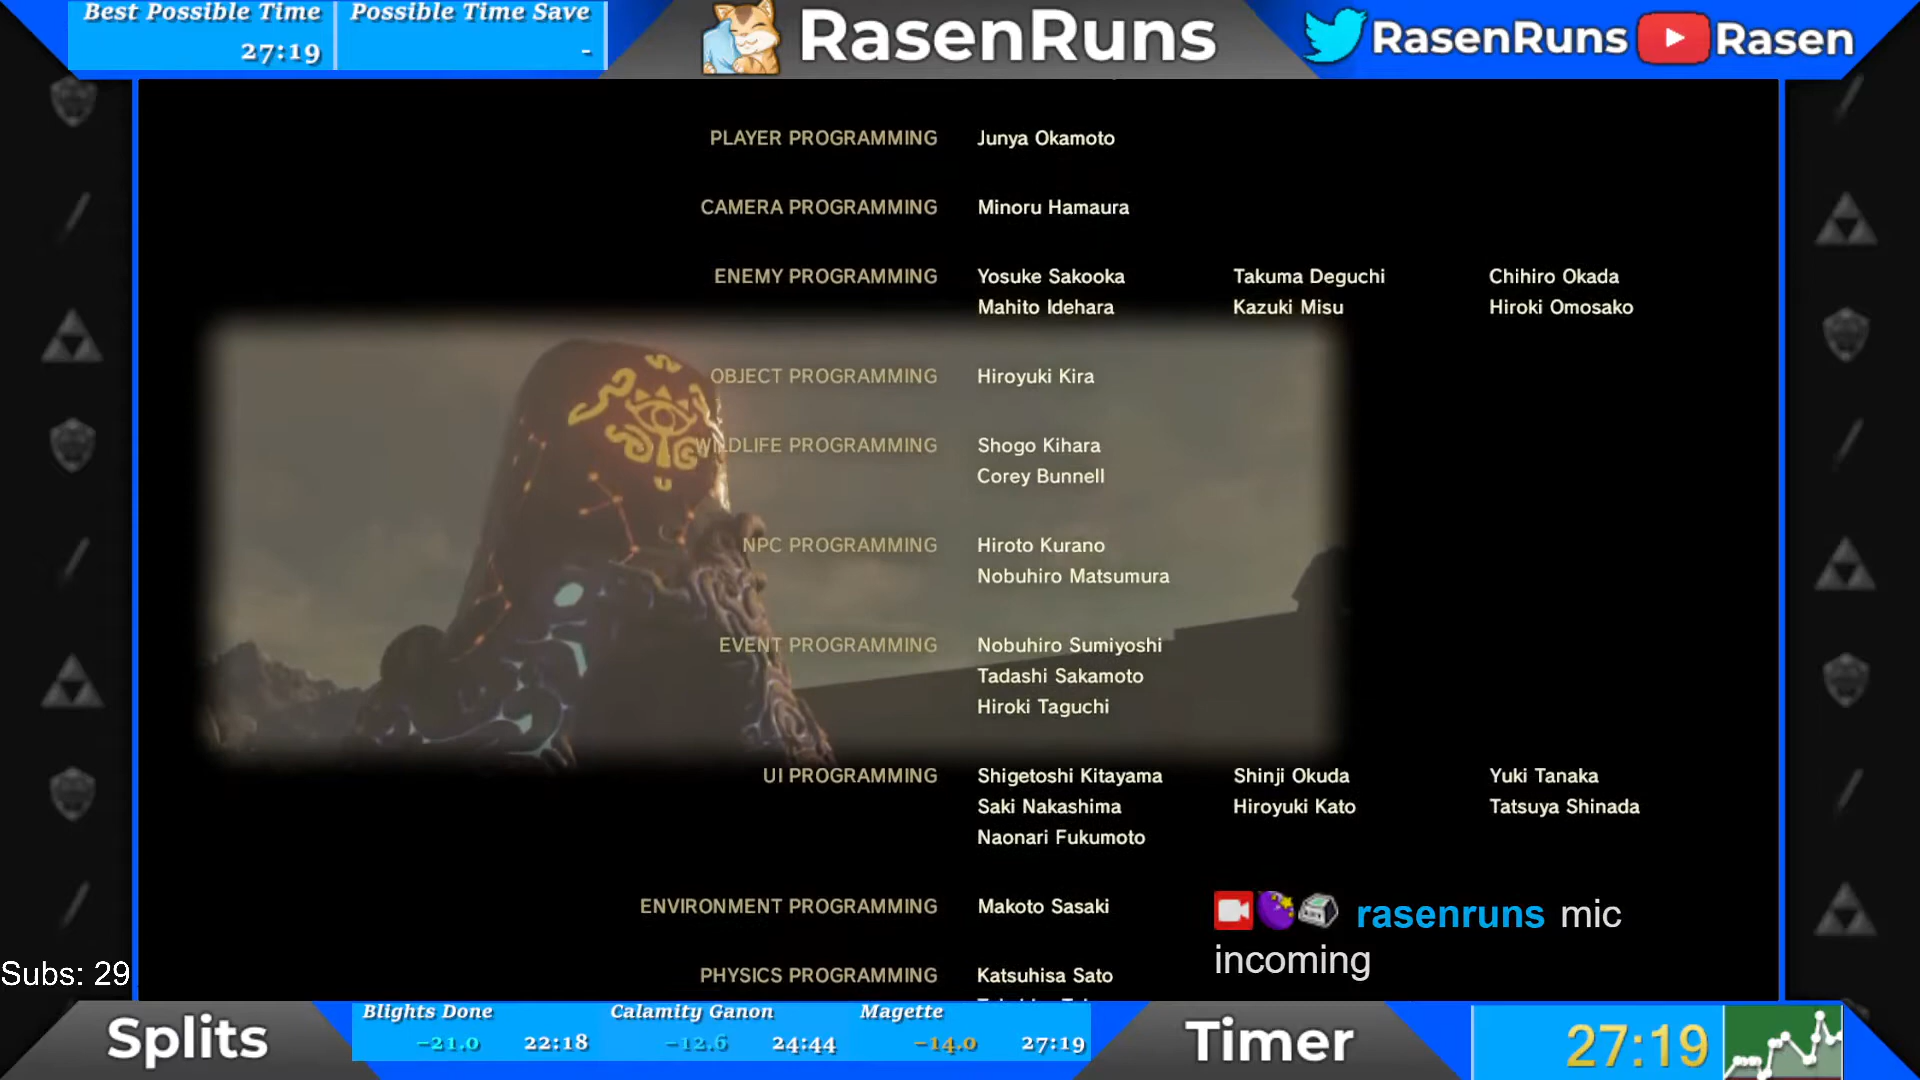 Best Possible Time
27:19
Possible Time Save
-
RasenRuns
RasenRuns
Rasen
PLAYER PROGRAMMING Junya Okamoto
CAMERA PROGRAMMING Minoru Hamaura
ENEMY PROGRAMMING Yosuke Sakooka Takuma Deguchi Chihiro Okada
Mahito Idehara Kazuki Misu Hiroki Omosako
OBJECT PROGRAMMING Hiroyuki Kira
WILDLIFE PROGRAMMING Shogo Kihara
Corey Bunnell
NPC PROGRAMMING Hiroto Kurano
Nobuhiro Matsumura
EVENT PROGRAMMING Nobuhiro Sumiyoshi
Tadashi Sakamoto
Hiroki Taguchi
UI PROGRAMMING Shigetoshi Kitayama Shinji Okuda Yuki Tanaka
Saki Nakashima Hiroyuki Kato Tatsuya Shinada
Naonari Fukumoto
ENVIRONMENT PROGRAMMING Makoto Sasaki
PHYSICS PROGRAMMING Katsuhisa Sato
rasenruns mic
incoming
Subs: 29
Splits
Blights Done
-21.0 22:18
Calamity Ganon
-12.6 24:44
Magette
-14.0 27:19
Timer
27:19